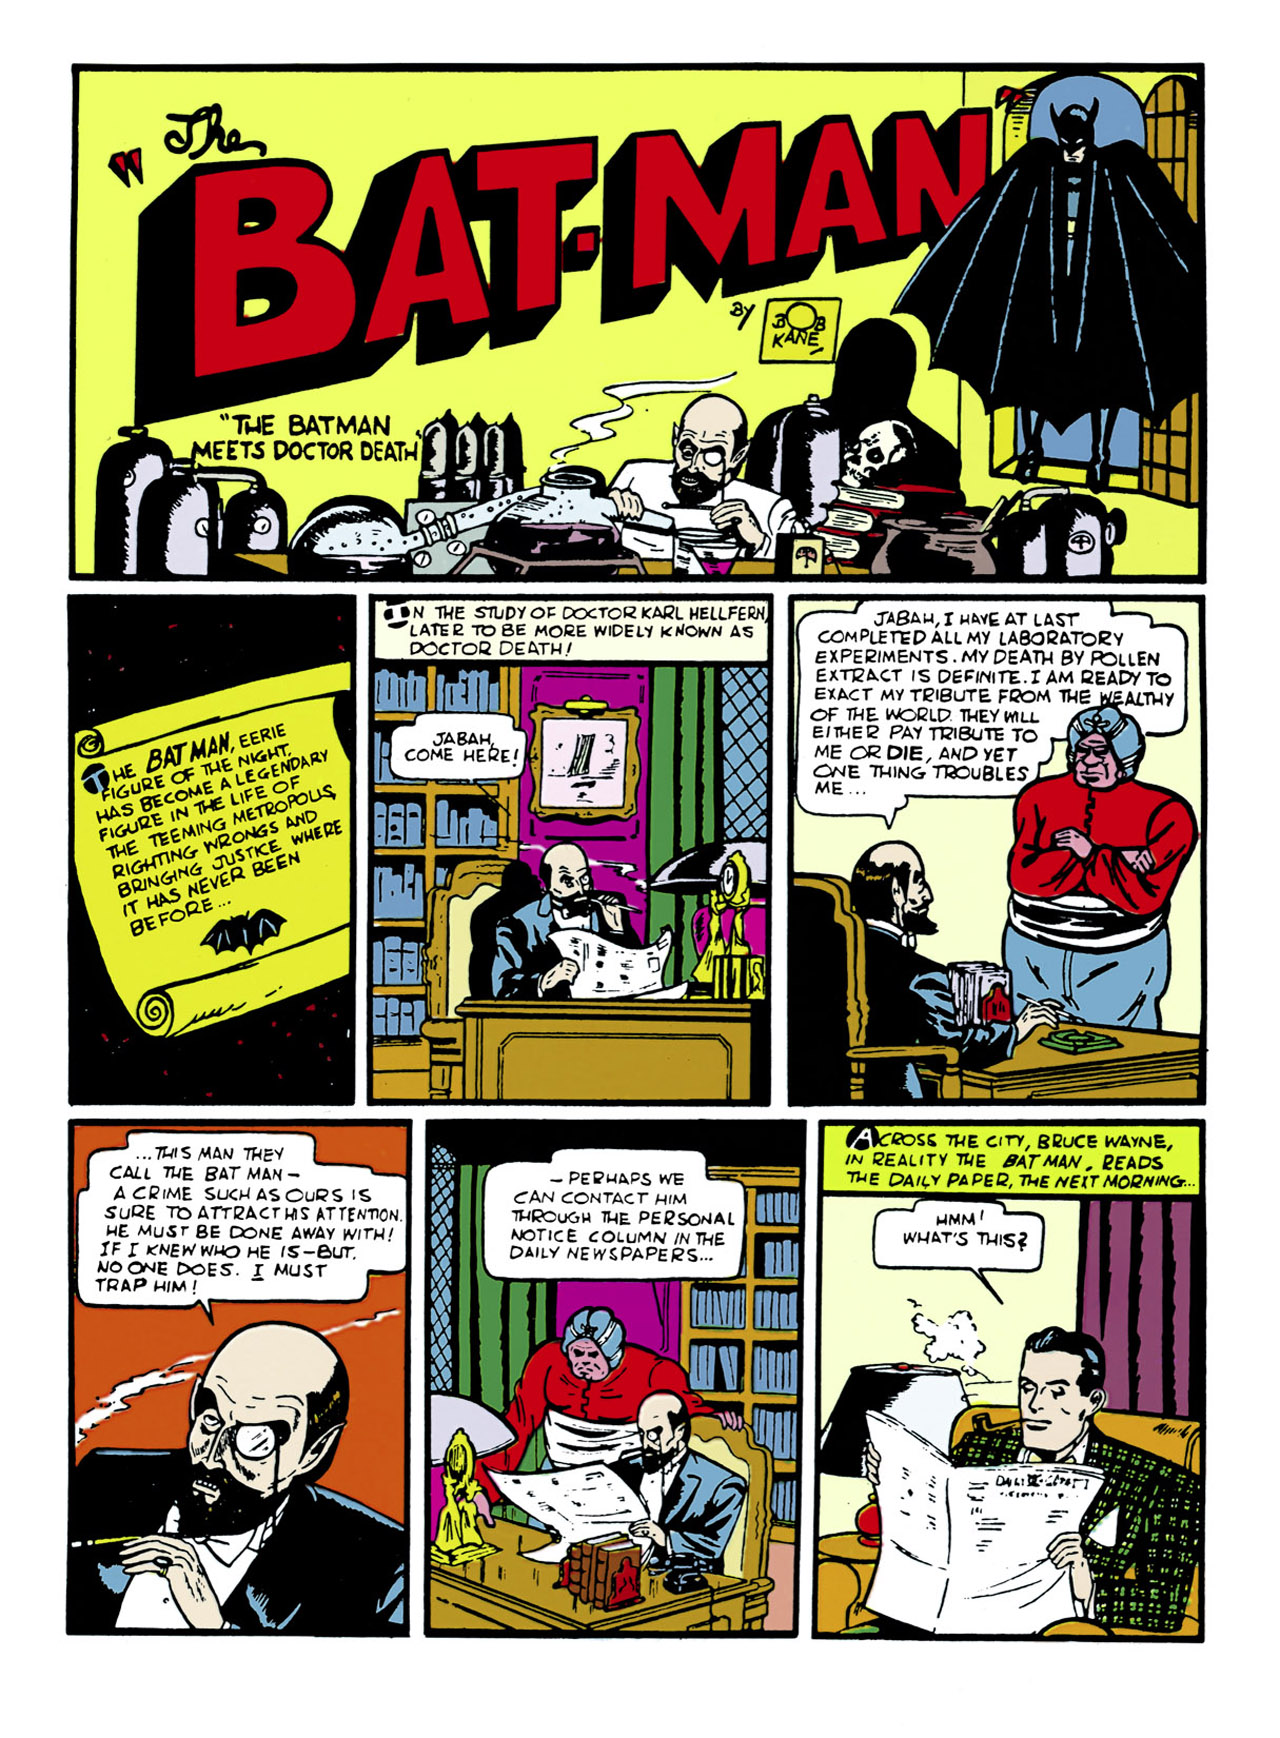 "The
BAT-MAN"
BY
BOB
KANE
"THE BATMAN
MEETS DOCTOR DEATH"
THE BAT MAN, EERIE
FIGURE OF THE NIGHT,
HAS BECOME A LEGENDARY
FIGURE IN THE LIFE OF
THE TEEMING METROPOLIS,
RIGHTING WRONGS AND
BRINGING JUSTICE WHERE
IT HAS NEVER BEEN
BEFORE...
IN THE STUDY OF DOCTOR KARL HELLFERN,
LATER TO BE MORE WIDELY KNOWN AS
DOCTOR DEATH!
JABAH,
COME HERE!
JABAH, I HAVE AT LAST
COMPLETED ALL MY LABORATORY
EXPERIMENTS. MY DEATH BY POLLEN
EXTRACT IS DEFINITE. I AM READY TO
EXACT MY TRIBUTE FROM THE WEALTHY
OF THE WORLD. THEY WILL
EITHER PAY TRIBUTE TO
ME OR DIE, AND YET
ONE THING TROUBLES
ME...
...THIS MAN THEY
CALL THE BAT MAN—
A CRIME SUCH AS OURS IS
SURE TO ATTRACT HIS ATTENTION.
HE MUST BE DONE AWAY WITH!
IF I KNEW WHO HE IS—BUT,
NO ONE DOES. I MUST
TRAP HIM!
— PERHAPS WE
CAN CONTACT HIM
THROUGH THE PERSONAL
NOTICE COLUMN IN THE
DAILY NEWSPAPERS...
ACROSS THE CITY, BRUCE WAYNE,
IN REALITY THE BAT MAN, READS
THE DAILY PAPER, THE NEXT MORNING...
HMM!
WHAT'S THIS?